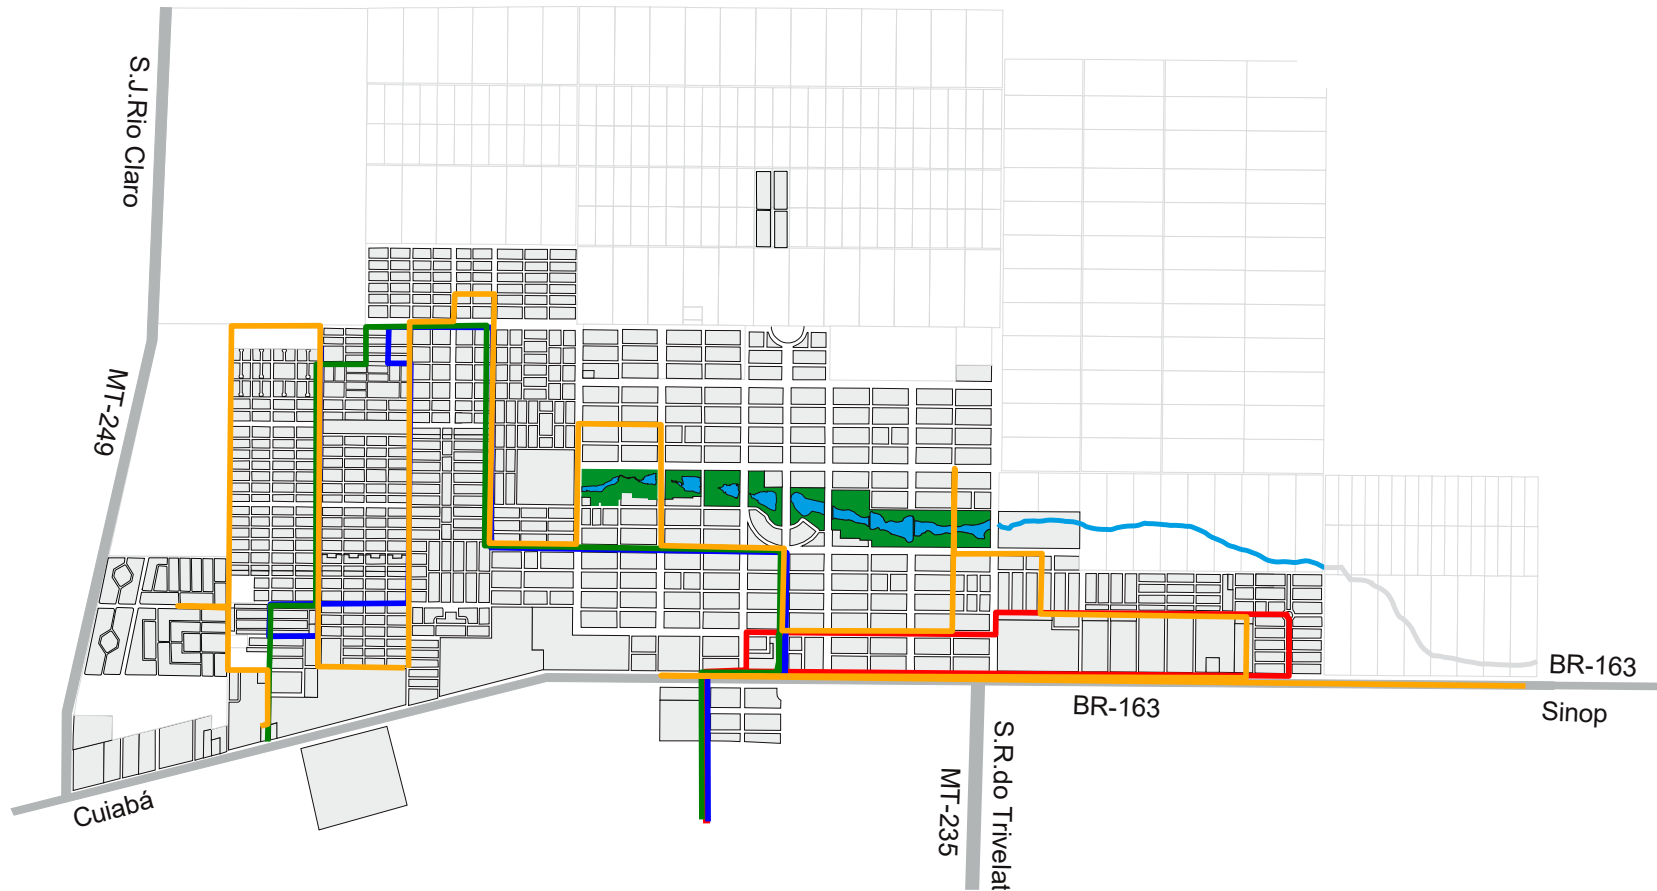 S.J.Rio Claro
MT-249
Cuiabá
BR-163
BR-163
Sinop
MT-235
S.R.do Trivelat